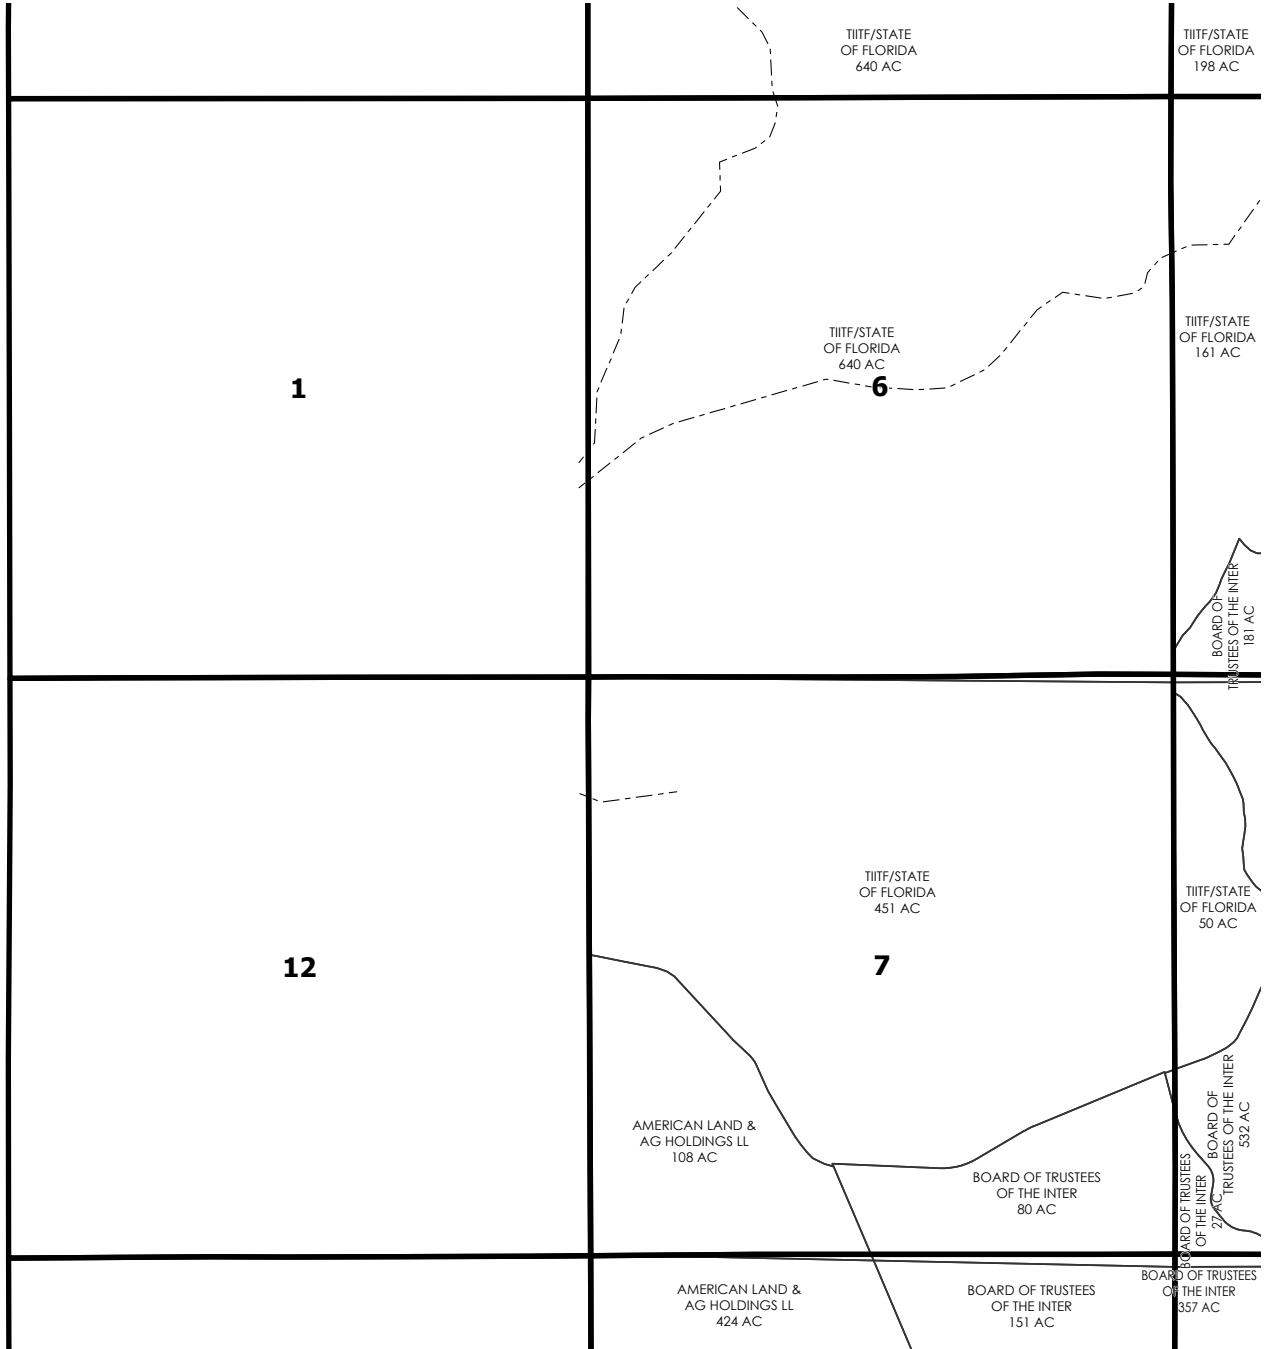 TIITF/STATE
OF FLORIDA
640 AC
TIITF/STATE
OF FLORIDA
198 AC
TIITF/STATE
OF FLORIDA
161 AC
TIITF/STATE
OF FLORIDA
640 AC
1
6
BOARD OF
TRUSTEES OF THE INTER
181 AC
TIITF/STATE
OF FLORIDA
451 AC
TIITF/STATE
OF FLORIDA
50 AC
12
7
AMERICAN LAND &
AG HOLDINGS LL
108 AC
BOARD OF
TRUSTEES OF THE INTER
532 AC
BOARD OF TRUSTEES
OF THE INTER
80 AC
BOARD OF TRUSTEES
OF THE INTER
27 AC
AMERICAN LAND &
AG HOLDINGS LL
424 AC
BOARD OF TRUSTEES
OF THE INTER
151 AC
BOARD OF TRUSTEES
OF THE INTER
357 AC